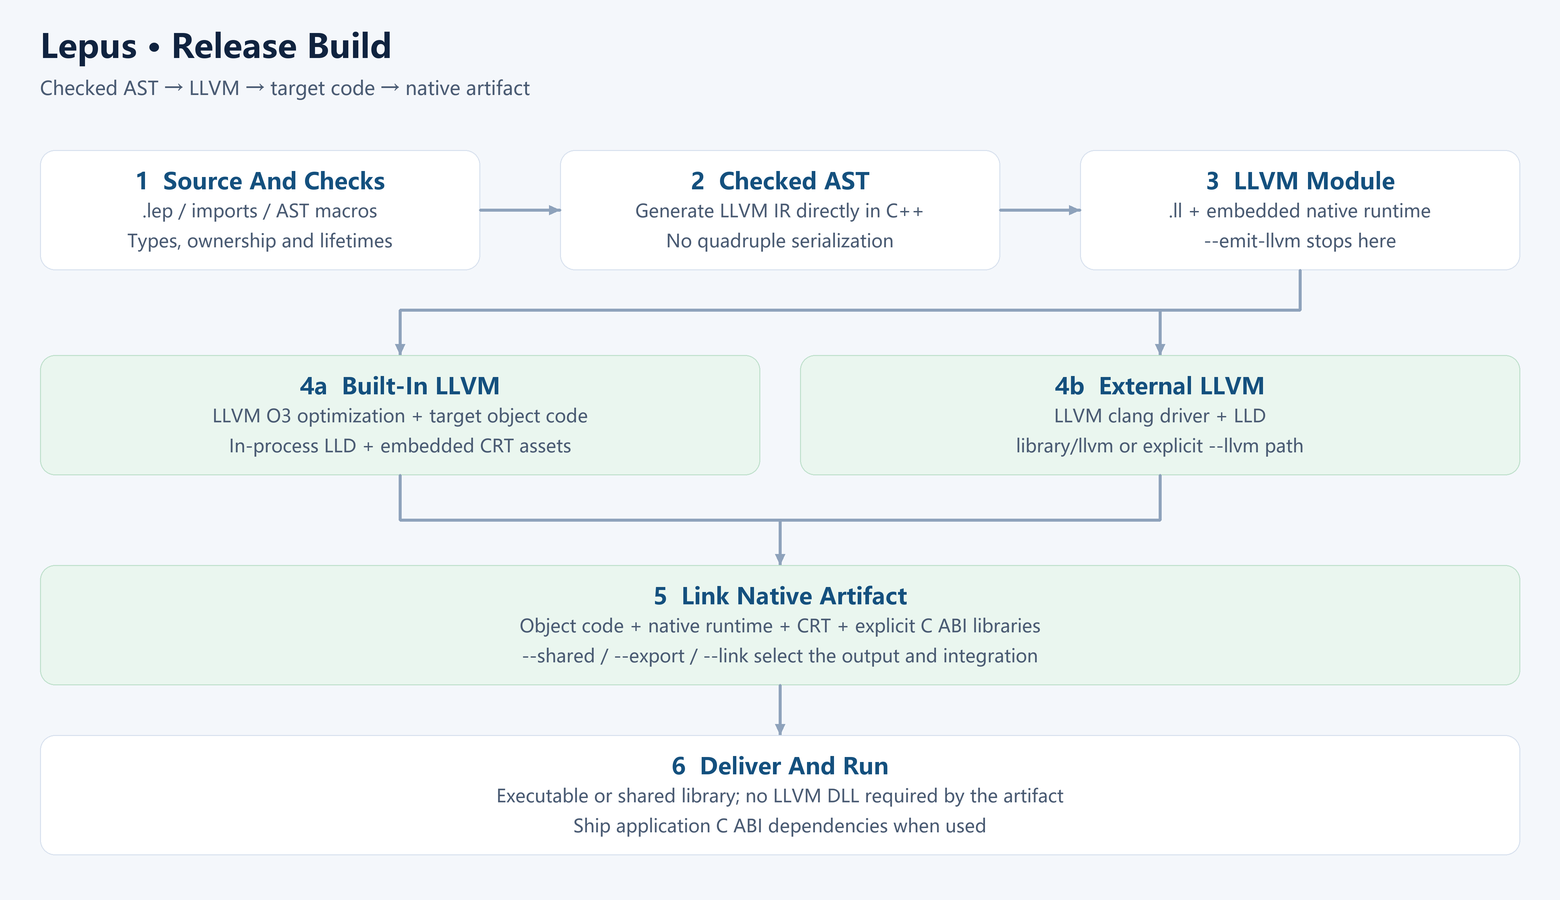 Lepus • Release Build
Checked AST → LLVM → target code → native artifact
1 Source And Checks
.lep / imports / AST macros
Types, ownership and lifetimes
2 Checked AST
Generate LLVM IR directly in C++
No quadruple serialization
3 LLVM Module
.ll + embedded native runtime
--emit-llvm stops here
4a Built-In LLVM
LLVM O3 optimization + target object code
In-process LLD + embedded CRT assets
4b External LLVM
LLVM clang driver + LLD
library/llvm or explicit --llvm path
5 Link Native Artifact
Object code + native runtime + CRT + explicit C ABI libraries
--shared / --export / --link select the output and integration
6 Deliver And Run
Executable or shared library; no LLVM DLL required by the artifact
Ship application C ABI dependencies when used